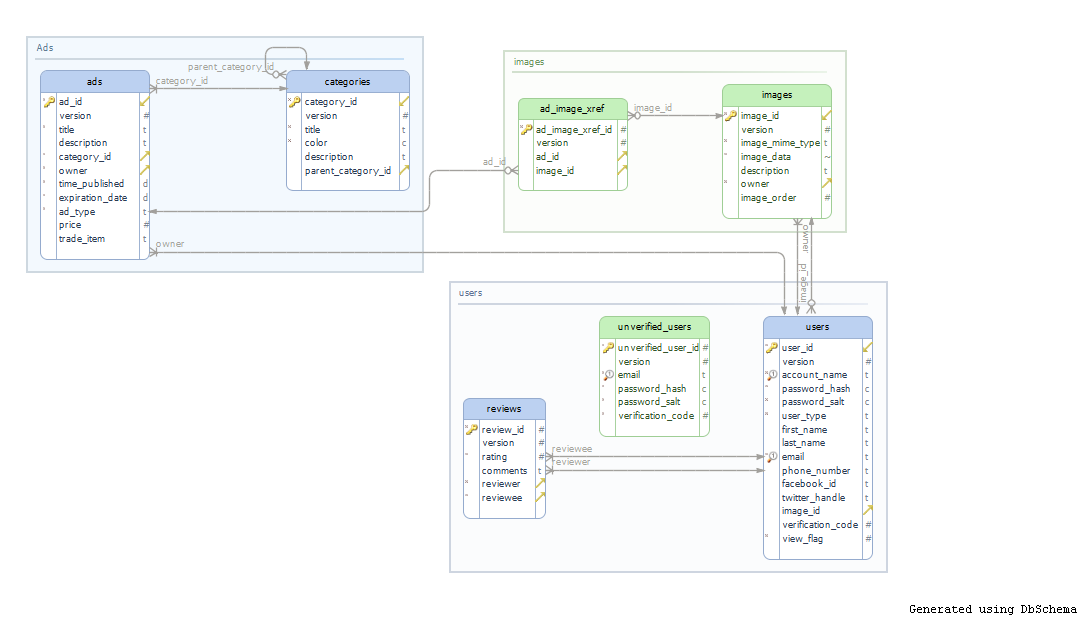 Ads
parent_category_id
category_id
ads
ad_id
version #
title t
description t
category_id
owner
time_published d
expiration_date d
ad_type t
price #
trade_item t
owner
categories
category_id
version #
title t
color c
description t
parent_category_id
images
ad_image_xref
ad_image_xref_id #
version #
ad_id
image_id
image_id
ad_id
images
image_id
version #
image_mime_type t
image_data ~
description t
owner
image_order #
owner
image_id
users
unverified_users
unverified_user_id #
version #
email t
password_hash c
password_salt c
verification_code #
reviews
review_id #
version #
rating #
comments t
reviewer
reviewee
reviewee
reviewer
users
user_id
version #
account_name t
password_hash c
password_salt c
user_type t
first_name t
last_name t
email t
phone_number t
facebook_id t
twitter_handle t
image_id
verification_code #
view_flag #
Generated using DbSchema